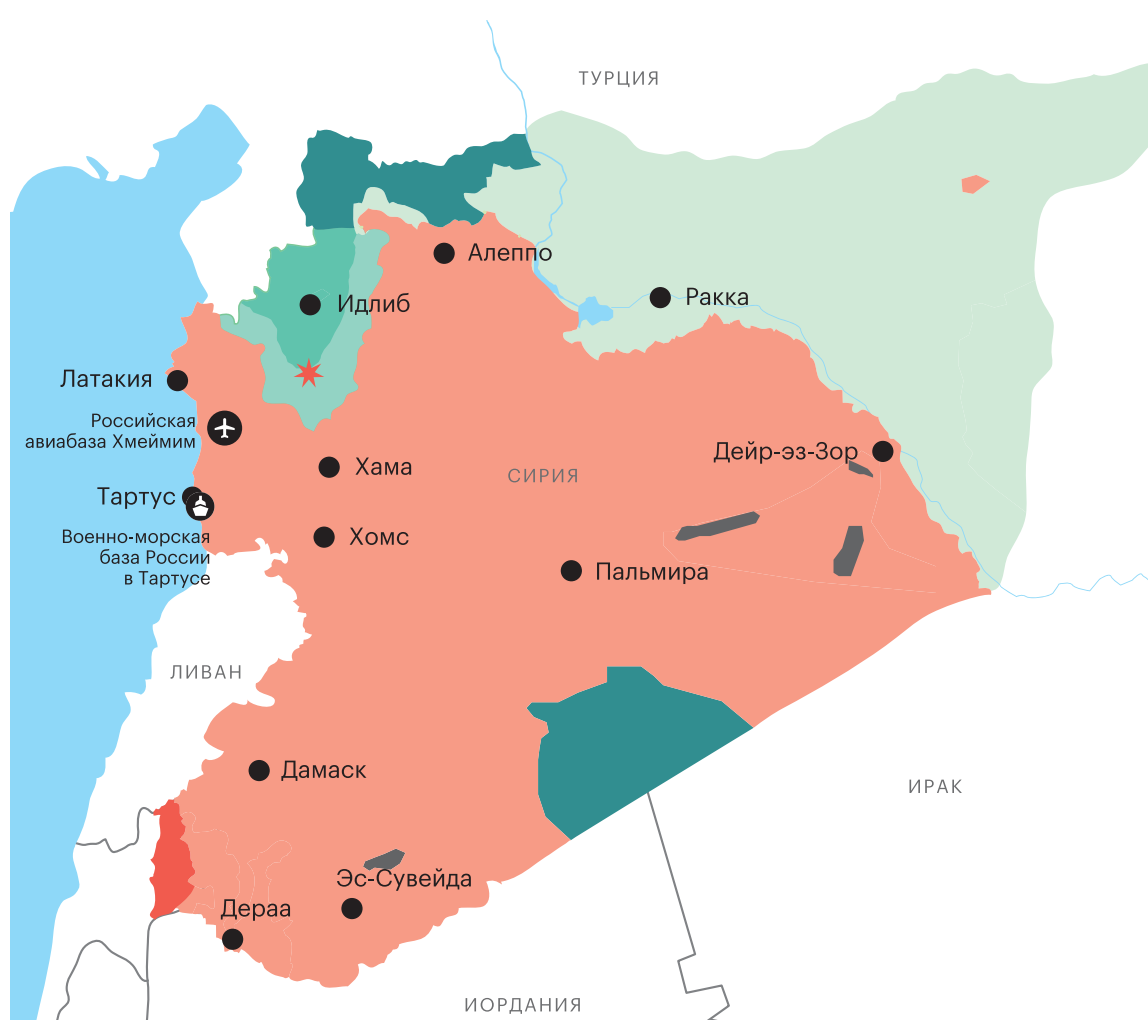 ТУРЦИЯ
Алеппо
Идлиб
Ракка
Латакия
Российская
авиабаза Хмеймим
Дейр-эз-Зор
Хама
СИРИЯ
Тартус
Военно-морская
база России
в Тартусе
Хомс
Пальмира
ЛИВАН
Дамаск
ИРАК
Эс-Сувейда
Дераа
ИОРДАНИЯ